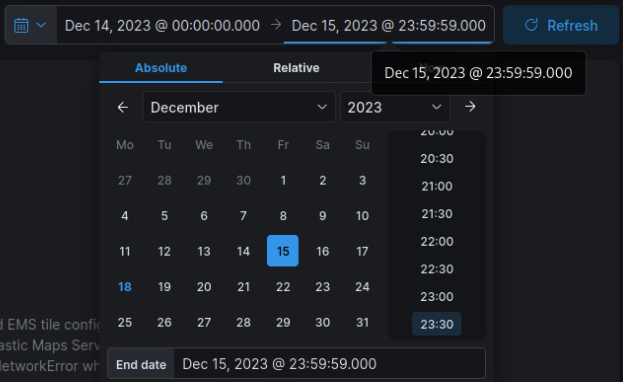 Dec 14, 2023 @ 00:00:00.000 → Dec 15, 2023 @ 23:59:59.000 Refresh
Absolute Relative
Dec 15, 2023 @ 23:59:59.000
← December 2023 →
Mo Tu We Th Fr Sa Su
27 28 29 30 1 2 3
4 5 6 7 8 9 10
11 12 13 14 15 16 17
18 19 20 21 22 23 24
25 26 27 28 29 30 31
20:00
20:30
21:00
21:30
22:00
22:30
23:00
23:30
d EMS tile config
astic Maps Serv
NetworkError wh
End date Dec 15, 2023 @ 23:59:59.000